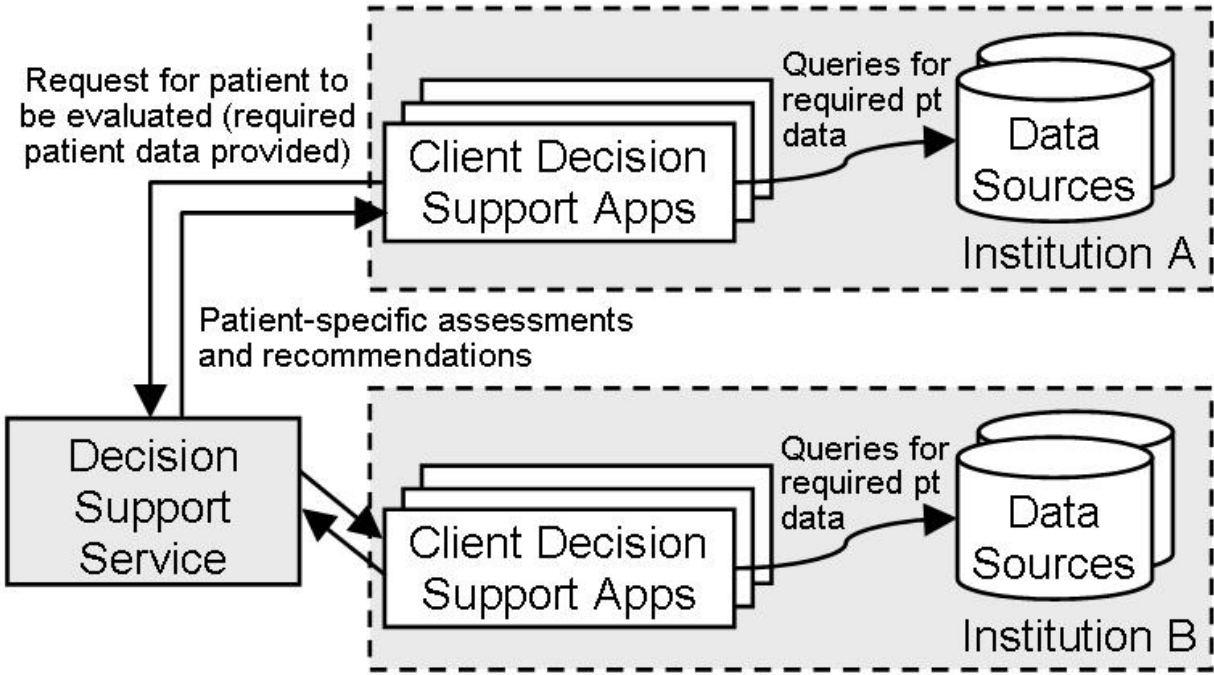 Request for patient to
be evaluated (required
patient data provided)
Client Decision
Support Apps
Queries for
required pt
data
Data
Sources
Institution A
Patient-specific assessments
and recommendations
Decision
Support
Service
Client Decision
Support Apps
Queries for
required pt
data
Data
Sources
Institution B